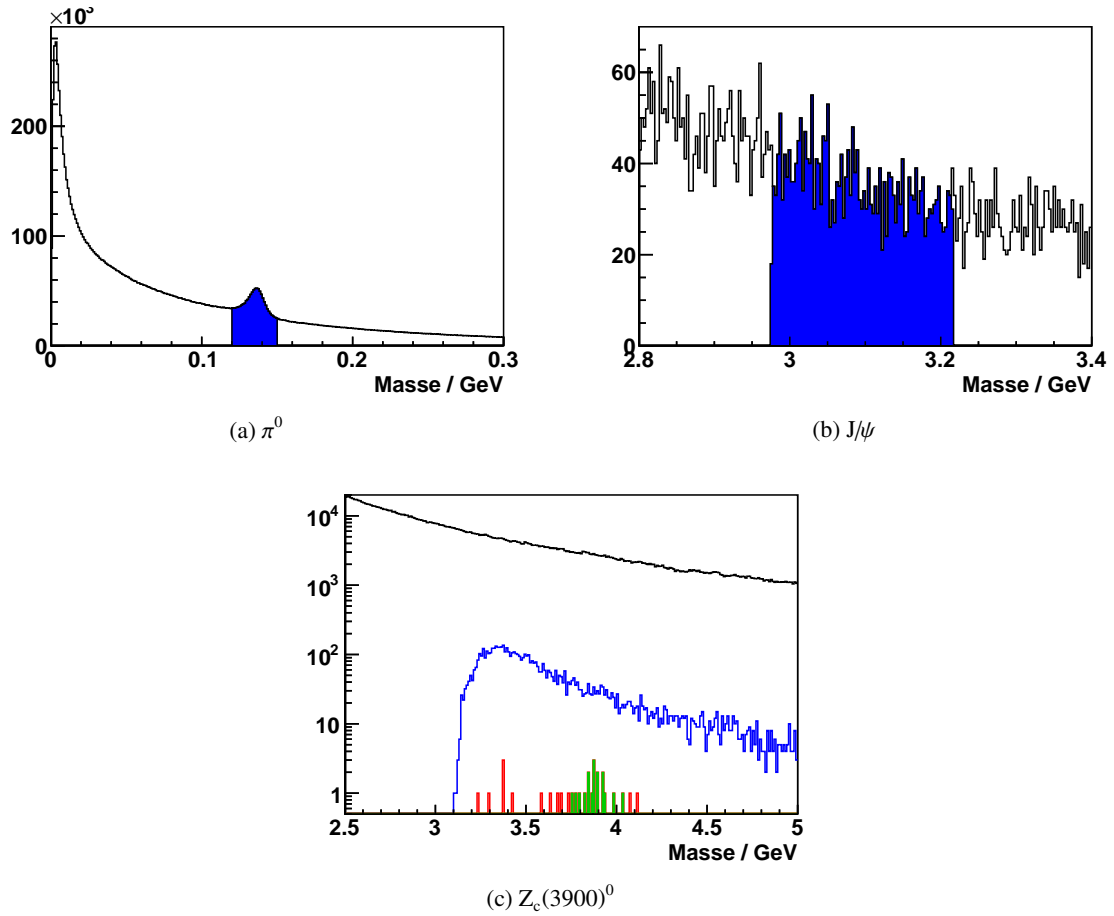 ×10³
200
100
0
0 0.1 0.2 0.3
Masse / GeV
(a) π⁰
60
40
20
0
2.8 3 3.2 3.4
Masse / GeV
(b) J/ψ
10⁴
10³
10²
10
1
2.5 3 3.5 4 4.5 5
Masse / GeV
(c) Z_c(3900)⁰